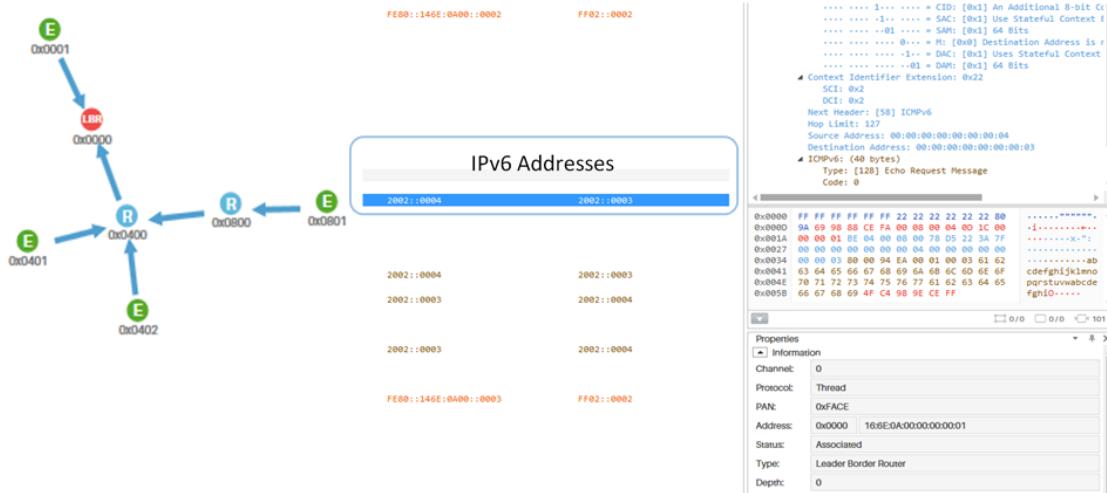 E
0x0001
LBR
0x0000
R
0x0400
R
0x0800
E
0x0801
E
0x0401
E
0x0402
FE80::146E:0A00::0002 FF02::0002
IPv6 Addresses
2002::0004 2002::0003
2002::0004 2002::0003
2002::0003 2002::0004
2002::0003 2002::0004
FE80::146E:0A00::0003 FF02::0002
.... 1... .... = CID: [0x1] An Additional 8-bit Co
.... .1.. .... = SAC: [0x1] Use Stateful Context
.... ..01 .... = SAM: [0x1] 64 Bits
.... .... 0... = M: [0x0] Destination Address is
.... .... .1.. = DAC: [0x1] Uses Stateful Context
.... .... ..01 = DAM: [0x1] 64 Bits
Context Identifier Extension: 0x22
SCI: 0x2
DCI: 0x2
Next Header: [58] ICMPv6
Hop Limit: 127
Source Address: 00:00:00:00:00:00:00:04
Destination Address: 00:00:00:00:00:00:00:03
ICMPv6: (40 bytes)
Type: [128] Echo Request Message
Code: 0
0x0000 FF FF FF FF FF FF 22 22 22 22 22 22 80 ......"""""".
0x000D 9A 69 98 88 CE FA 00 08 00 04 0D 1C 00
0x001A 00 00 01 BE 04 00 08 00 78 D5 22 3A 7F ........x.":
0x0027 00 00 00 00 00 00 00 04 00 00 00 00 00 .............
0x0034 00 00 03 80 00 94 EA 00 01 00 03 61 62 ...........ab
0x0041 63 64 65 66 67 68 69 6A 6B 6C 6D 6E 6F cdefghijklmno
0x004E 70 71 72 73 74 75 76 77 61 62 63 64 65 pqrstuvwabcde
0x005B 66 67 68 69 4F C4 98 9E CE FF fghiO.....
0/0 0/0 101
Properties
Information
Channel: 0
Protocol: Thread
PAN: 0xFACE
Address: 0x0000 16:6E:0A:00:00:00:00:01
Status: Associated
Type: Leader Border Router
Depth: 0